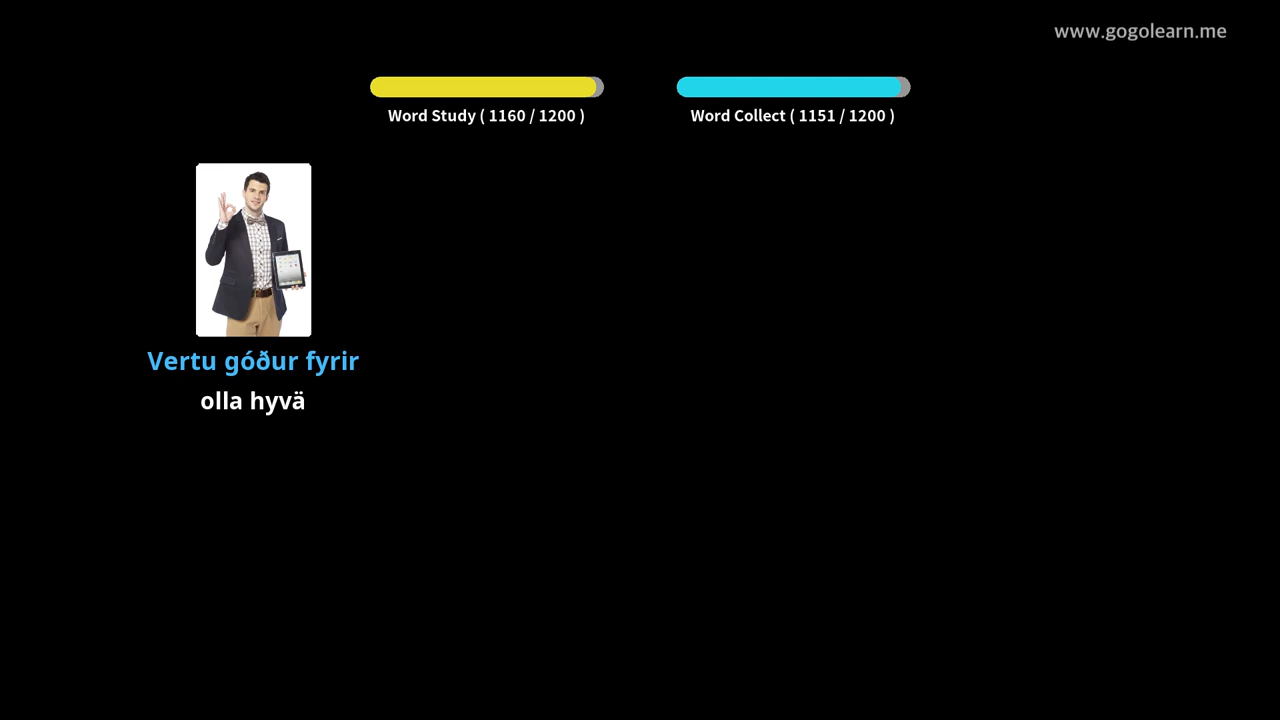 www.gogolearn.me
Word Study ( 1160 / 1200 )
Word Collect ( 1151 / 1200 )
Vertu góður fyrir
olla hyvä